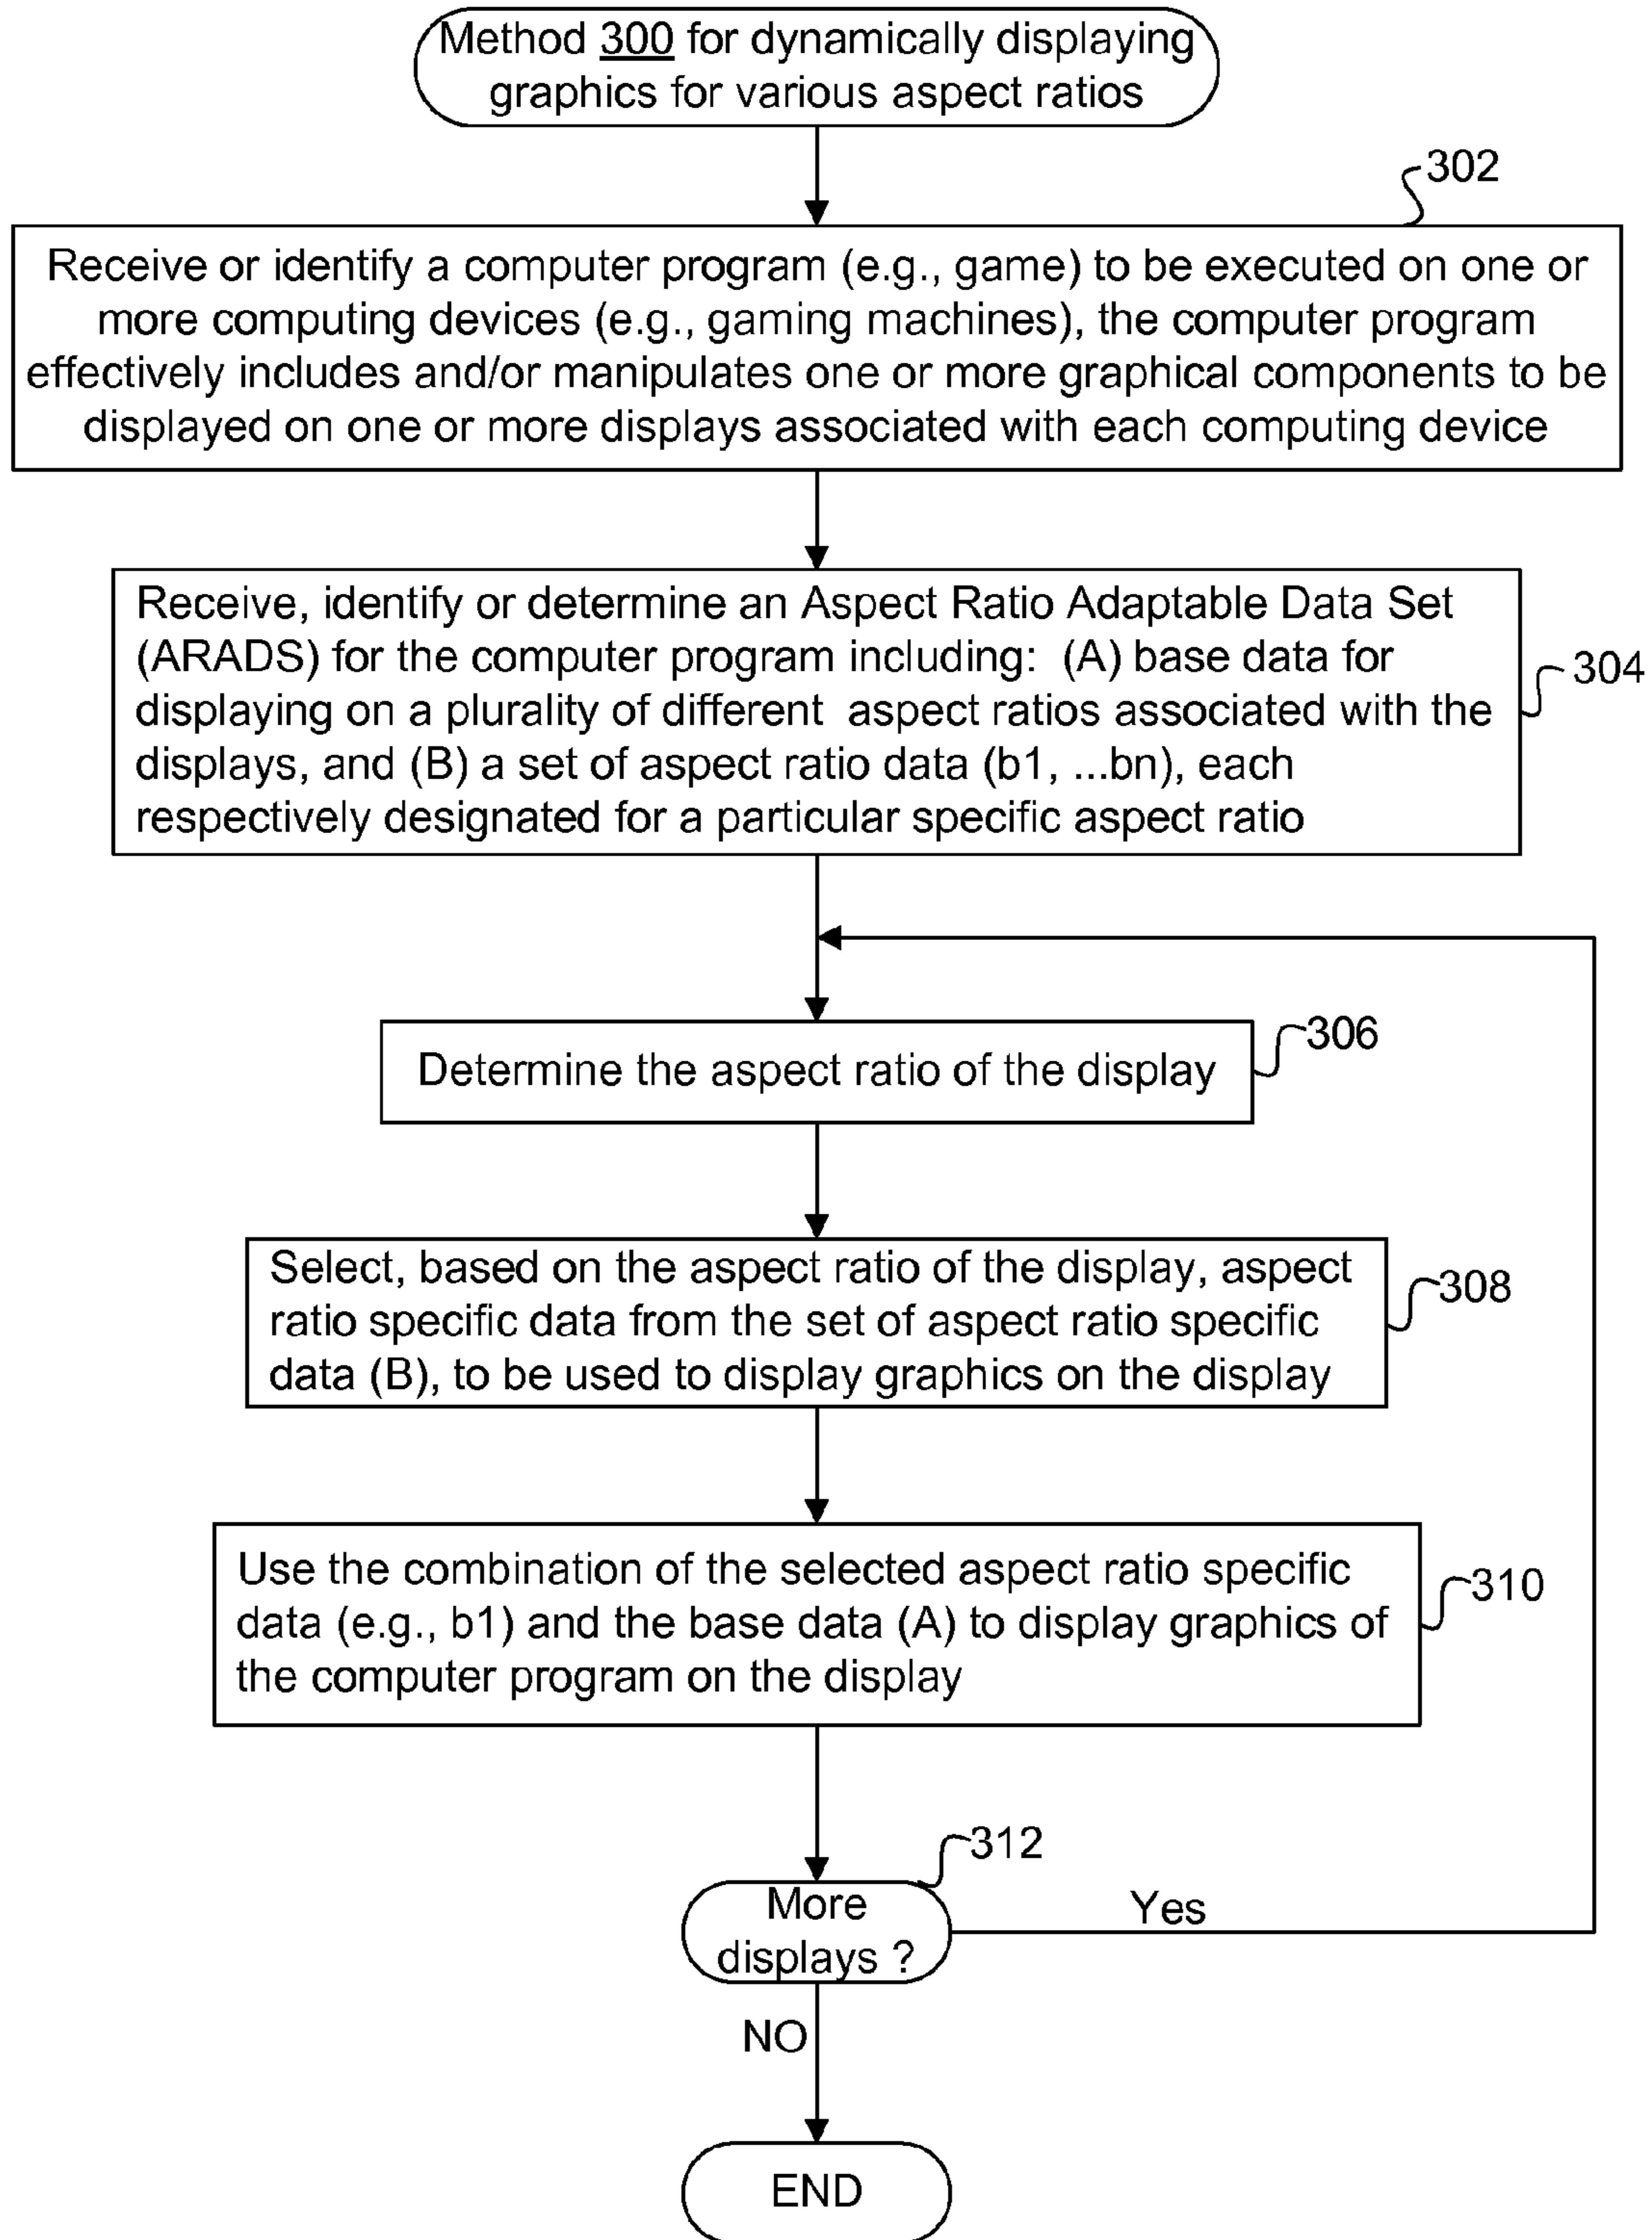 Method 300 for dynamically displaying
graphics for various aspect ratios
302
Receive or identify a computer program (e.g., game) to be executed on one or
more computing devices (e.g., gaming machines), the computer program
effectively includes and/or manipulates one or more graphical components to be
displayed on one or more displays associated with each computing device
Receive, identify or determine an Aspect Ratio Adaptable Data Set
(ARADS) for the computer program including: (A) base data for
displaying on a plurality of different aspect ratios associated with the
displays, and (B) a set of aspect ratio data (b1, ...bn), each
respectively designated for a particular specific aspect ratio
304
Determine the aspect ratio of the display
306
Select, based on the aspect ratio of the display, aspect
ratio specific data from the set of aspect ratio specific
data (B), to be used to display graphics on the display
308
Use the combination of the selected aspect ratio specific
data (e.g., b1) and the base data (A) to display graphics of
the computer program on the display
310
312
More
displays ?
Yes
NO
END